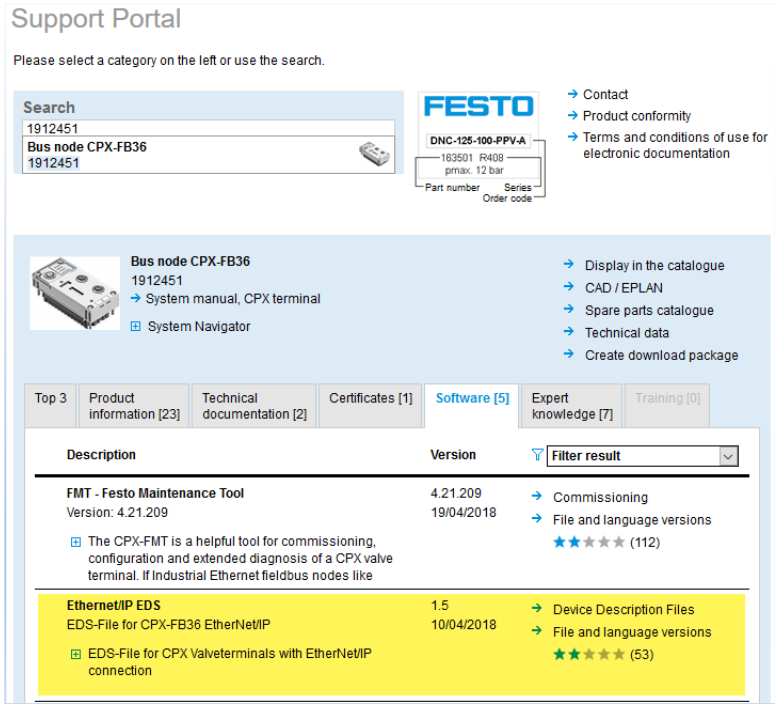 Support Portal
Please select a category on the left or use the search.
Search
1912451
Bus node CPX-FB36
1912451
FESTO
DNC-125-100-PPV-A
163501 R408
pmax. 12 bar
Part number Series
Order code
Contact
Product conformity
Terms and conditions of use for
electronic documentation
Bus node CPX-FB36
1912451
System manual, CPX terminal
System Navigator
Display in the catalogue
CAD / EPLAN
Spare parts catalogue
Technical data
Create download package
Top 3
Product
information [23]
Technical
documentation [2]
Certificates [1]
Software [5]
Expert
knowledge [7]
Training [0]
Description
Version
Filter result
FMT - Festo Maintenance Tool
Version: 4.21.209
4.21.209
19/04/2018
Commissioning
File and language versions
(112)
The CPX-FMT is a helpful tool for commissioning,
configuration and extended diagnosis of a CPX valve
terminal. If Industrial Ethernet fieldbus nodes like
Ethernet/IP EDS
EDS-File for CPX-FB36 EtherNet/IP
1.5
10/04/2018
Device Description Files
File and language versions
(53)
EDS-File for CPX Valveterminals with EtherNet/IP
connection